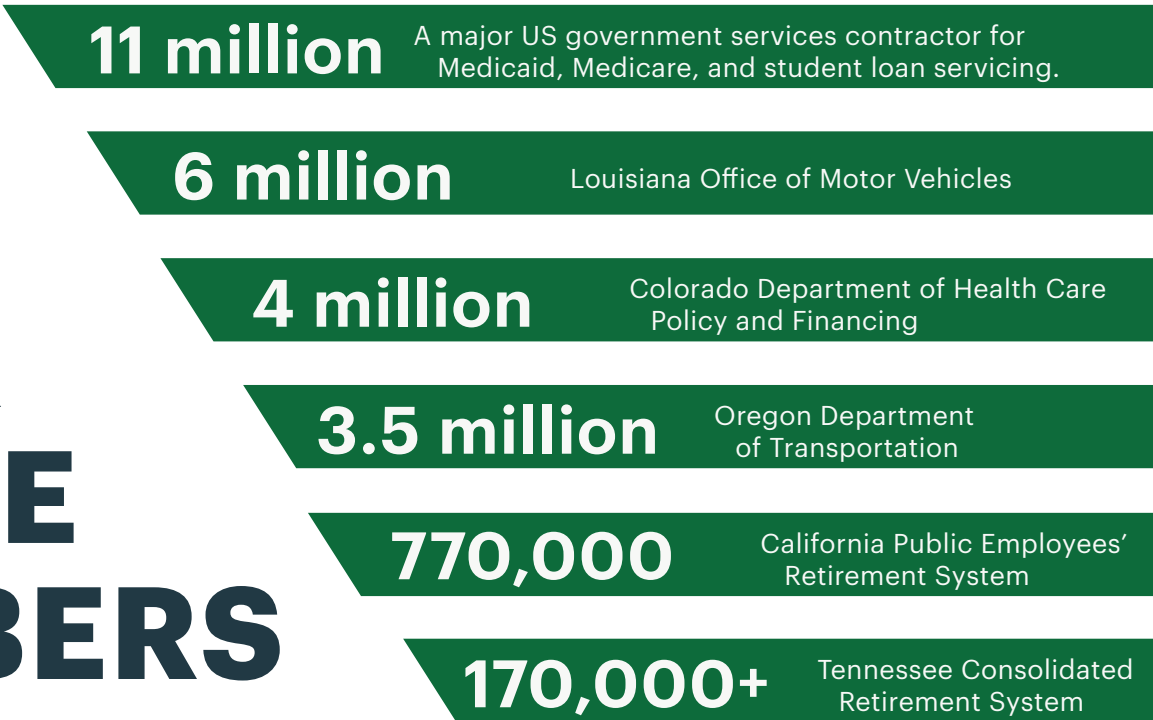 11 million
A major US government services contractor for
Medicaid, Medicare, and student loan servicing.
6 million
Louisiana Office of Motor Vehicles
4 million
Colorado Department of Health Care
Policy and Financing
3.5 million
Oregon Department
of Transportation
770,000
California Public Employees’
Retirement System
170,000+
Tennessee Consolidated
Retirement System
E
BERS